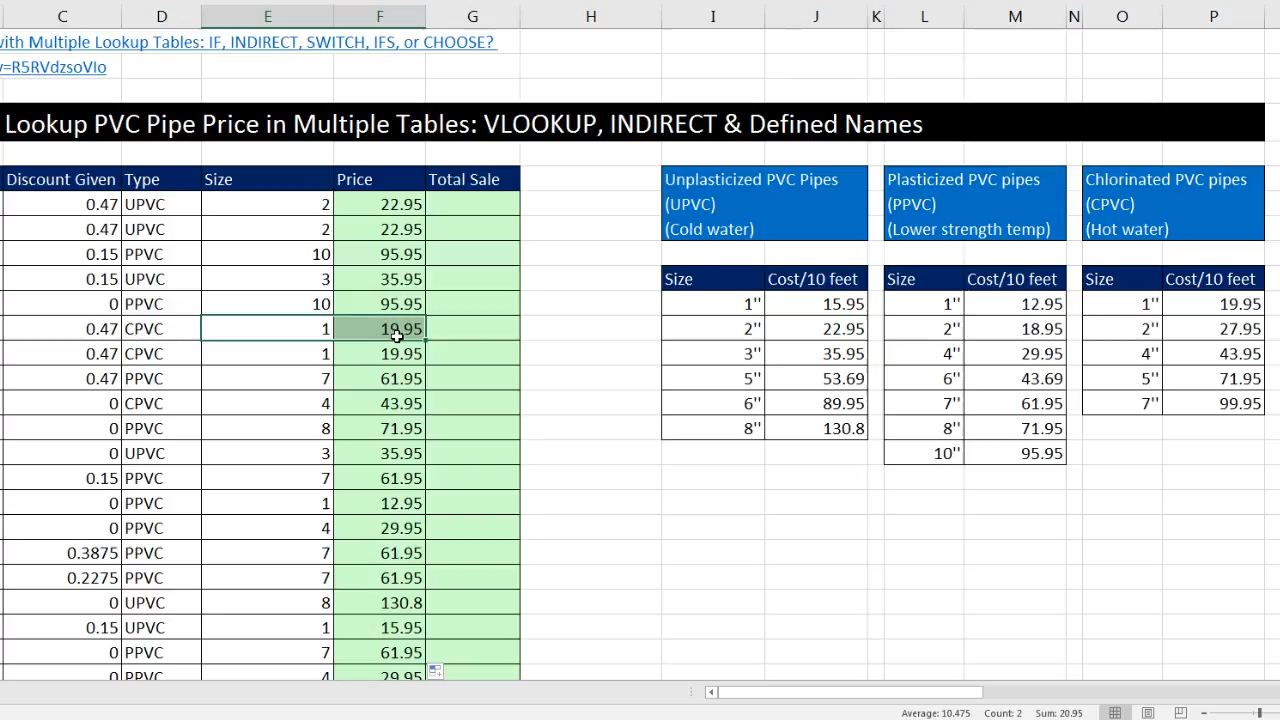 C D E F G H I J K L M N O P
with Multiple Lookup Tables: IF, INDIRECT, SWITCH, IFS, or CHOOSE?
v=R5RVdzsoVIo
Lookup PVC Pipe Price in Multiple Tables: VLOOKUP, INDIRECT & Defined Names
Discount Given Type Size Price Total Sale
0.47 UPVC 2 22.95
0.47 UPVC 2 22.95
0.15 PPVC 10 95.95
0.15 UPVC 3 35.95
0 PPVC 10 95.95
0.47 CPVC 1 19.95
0.47 CPVC 1 19.95
0.47 PPVC 7 61.95
0 CPVC 4 43.95
0 PPVC 8 71.95
0 UPVC 3 35.95
0.15 PPVC 7 61.95
0 PPVC 1 12.95
0 PPVC 4 29.95
0.3875 PPVC 7 61.95
0.2275 PPVC 7 61.95
0 UPVC 8 130.8
0.15 UPVC 1 15.95
0 PPVC 7 61.95
0 PPVC 4 29.95
Unplasticized PVC Pipes
(UPVC)
(Cold water)
Size Cost/10 feet
1'' 15.95
2'' 22.95
3'' 35.95
5'' 53.69
6'' 89.95
8'' 130.8
Plasticized PVC pipes
(PPVC)
(Lower strength temp)
Size Cost/10 feet
1'' 12.95
2'' 18.95
4'' 29.95
6'' 43.69
7'' 61.95
8'' 71.95
10'' 95.95
Chlorinated PVC pipes
(CPVC)
(Hot water)
Size Cost/10 feet
1'' 19.95
2'' 27.95
4'' 43.95
5'' 71.95
7'' 99.95
Average: 10.475 Count: 2 Sum: 20.95